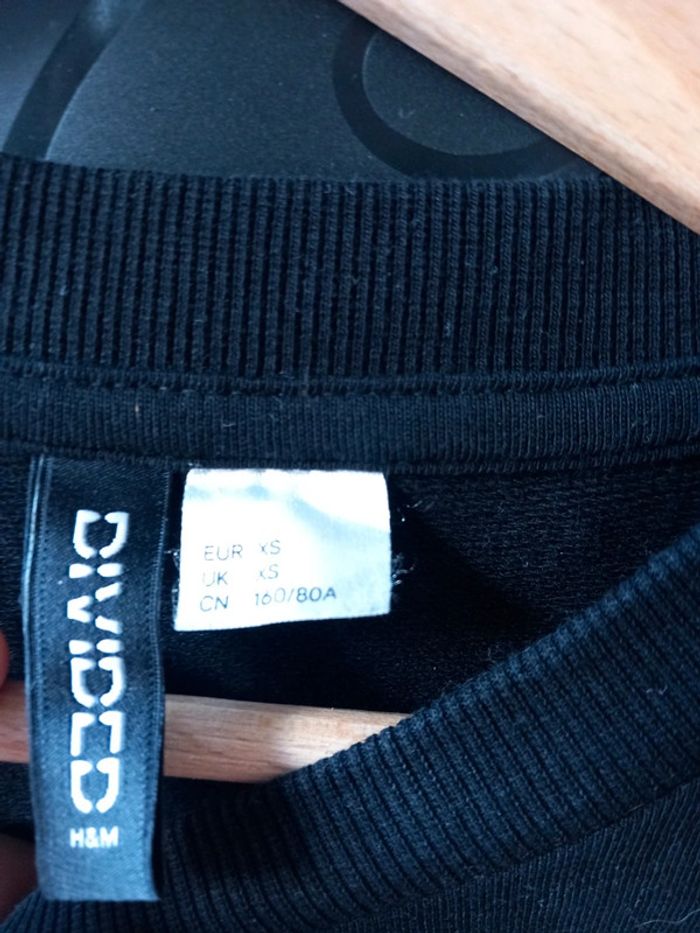 DIVIDED
H&M
EUR XS
UK XS
CN 160/80A